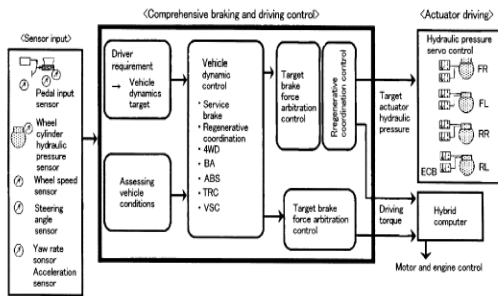 <Comprehensive braking and driving control>
<Actuator driving>
<Sensor input>
Pedal input
sensor
Wheel
cylinder
hydraulic
pressure
sensor
Wheel speed
sensor
Steering
angle
sensor
Yaw rate
sonsor
Acceleration
sensor
Driver
requirement
→ Vehicle
dynamics
target
Assessing
vehicle
conditions
Vehicle
dynamic
control
・Service
brake
・Regenerative
coordination
・4WD
・BA
・ABS
・TRC
・VSC
Target
brake
force
arbitration
control
Rregenerative
coordination control
Target brake
force arbitration
control
Target
actuator
hydraulic
pressure
Driving
torque
Hydraulic pressure
servo control
FR
FL
RR
RL
ECB
Hybrid
computer
Motor and engine control